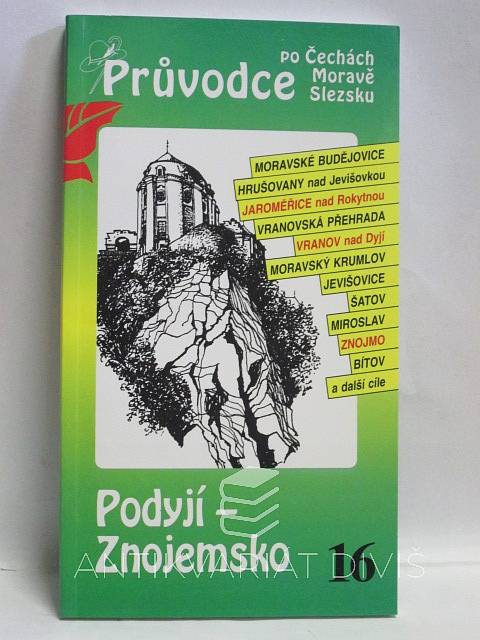 Průvodce
po Čechách
Moravě
Slezsku
MORAVSKÉ BUDĚJOVICE
HRUŠOVANY nad Jevišovkou
JAROMĚŘICE nad Rokytnou
VRANOVSKÁ PŘEHRADA
VRANOV nad Dyjí
MORAVSKÝ KRUMLOV
JEVIŠOVICE
ŠATOV
MIROSLAV
ZNOJMO
BÍTOV
a další cíle
Podyjí –
Znojemsko
16
ANTIKVARIÁT DIVIŠ